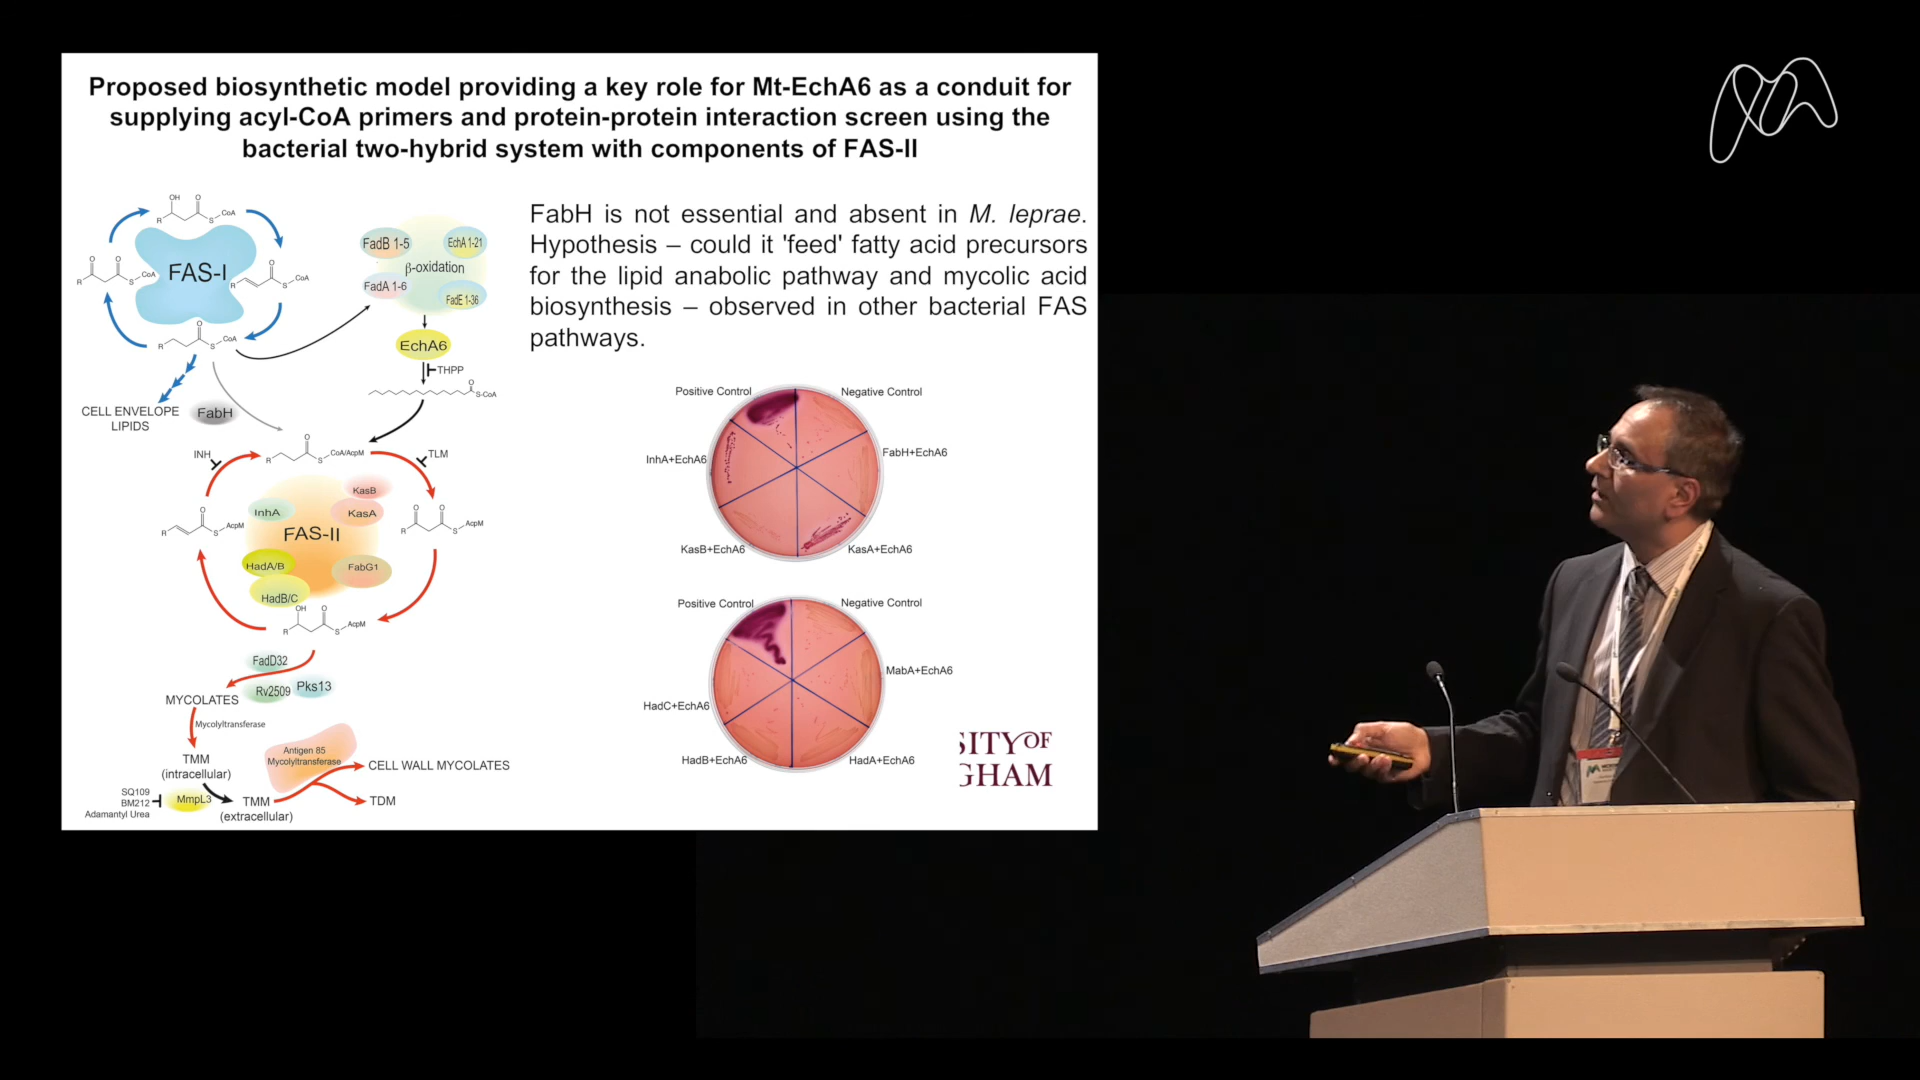 Proposed biosynthetic model providing a key role for Mt-EchA6 as a conduit for
supplying acyl-CoA primers and protein-protein interaction screen using the
bacterial two-hybrid system with components of FAS-II
FabH is not essential and absent in M. leprae.
Hypothesis – could it 'feed' fatty acid precursors
for the lipid anabolic pathway and mycolic acid
biosynthesis – observed in other bacterial FAS
pathways.
OH
O
R
S
CoA
O
O
R
S
CoA
FAS-I
O
R
S
CoA
O
R
S
CoA
FadB 1-5
EchA 1-21
β-oxidation
FadA 1-6
FadE 1-36
EchA6
THPP
O
S-CoA
CELL ENVELOPE
LIPIDS
FabH
INH
O
R
S
CoA/AcpM
TLM
KasB
InhA
KasA
FAS-II
O
R
S
AcpM
O
O
R
S
AcpM
HadA/B
FabG1
HadB/C
OH
O
R
S
AcpM
FadD32
Rv2509
Pks13
MYCOLATES
Mycolyltransferase
TMM
(intracellular)
Antigen 85
Mycolyltransferase
CELL WALL MYCOLATES
SQ109
BM212
Adamantyl Urea
MmpL3
TMM
(extracellular)
TDM
Positive Control
Negative Control
InhA+EchA6
FabH+EchA6
KasB+EchA6
KasA+EchA6
Positive Control
Negative Control
MabA+EchA6
HadC+EchA6
HadB+EchA6
HadA+EchA6
SITY OF
GHAM